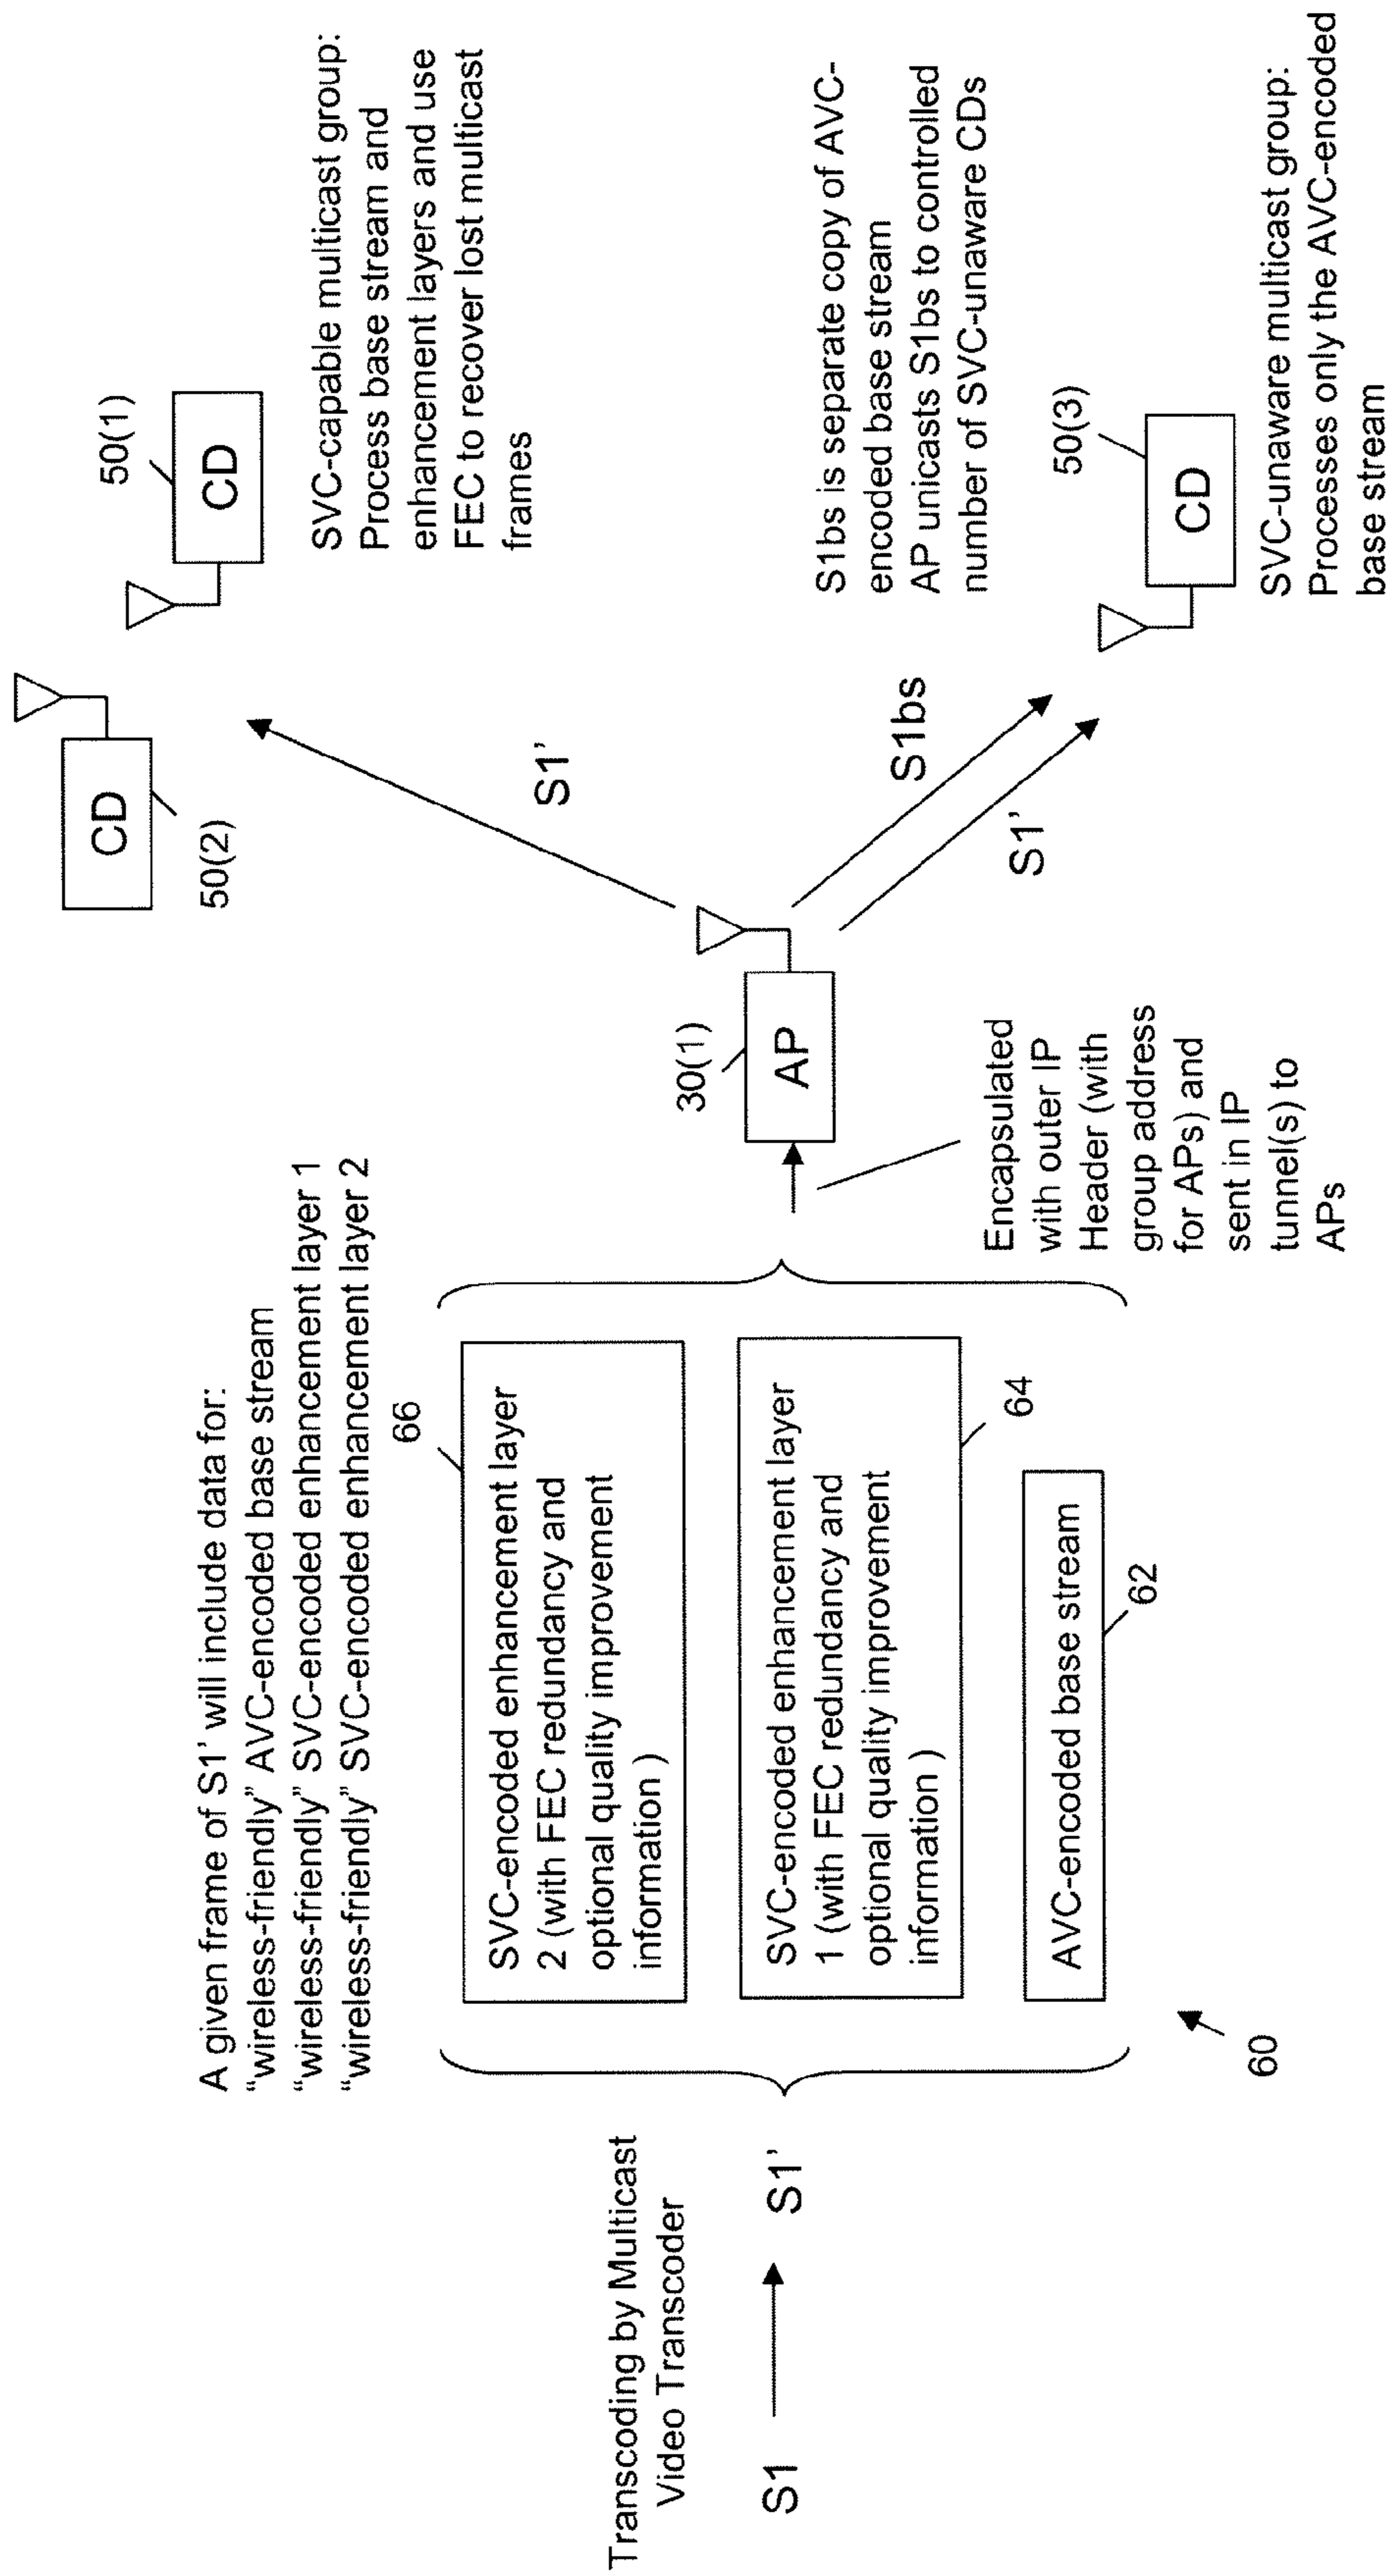 Transcoding by Multicast
Video Transcoder
S1
S1’
A given frame of S1’ will include data for:
“wireless-friendly” AVC-encoded base stream
“wireless-friendly” SVC-encoded enhancement layer 1
“wireless-friendly” SVC-encoded enhancement layer 2
66
SVC-encoded enhancement layer
2 (with FEC redundancy and
optional quality improvement
information )
SVC-encoded enhancement layer
1 (with FEC redundancy and
optional quality improvement
information )
64
AVC-encoded base stream
62
60
Encapsulated
with outer IP
Header (with
group address
for APs) and
sent in IP
tunnel(s) to
APs
30(1)
AP
S1’
S1bs
S1’
CD
50(2)
50(1)
CD
SVC-capable multicast group:
Process base stream and
enhancement layers and use
FEC to recover lost multicast
frames
S1bs is separate copy of AVC-
encoded base stream
AP unicasts S1bs to controlled
number of SVC-unaware CDs
50(3)
CD
SVC-unaware multicast group:
Processes only the AVC-encoded
base stream